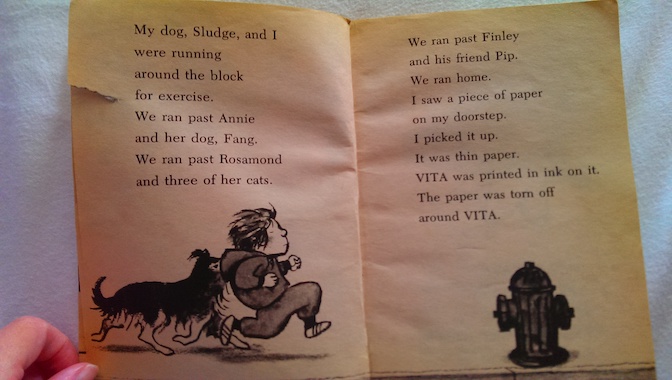 My dog, Sludge, and I
were running
around the block
for exercise.
We ran past Annie
and her dog, Fang.
We ran past Rosamond
and three of her cats.
We ran past Finley
and his friend Pip.
We ran home.
I saw a piece of paper
on my doorstep.
I picked it up.
It was thin paper.
VITA was printed in ink on it.
The paper was torn off
around VITA.